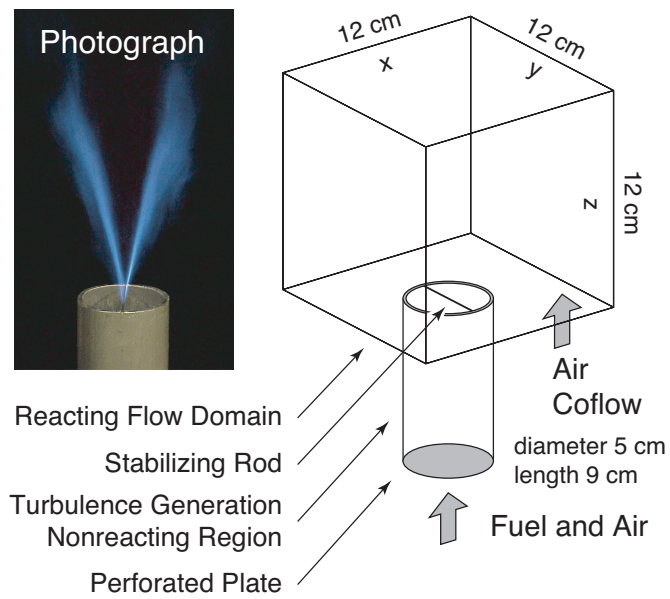 Photograph
12 cm
x
12 cm
y
12 cm
z
Air
Coflow
Reacting Flow Domain
Stabilizing Rod
Turbulence Generation
Nonreacting Region
Perforated Plate
diameter 5 cm
length 9 cm
Fuel and Air